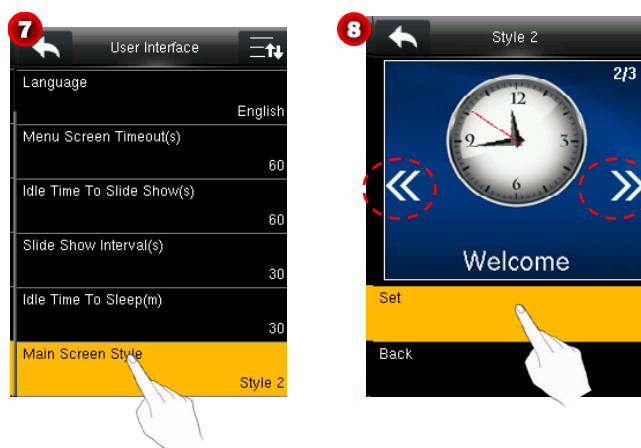 7
User Interface
Language
English
Menu Screen Timeout(s)
60
Idle Time To Slide Show(s)
60
Slide Show Interval(s)
30
Idle Time To Sleep(m)
30
Main Screen Style
Style 2
8
Style 2
2/3
12
9
3
6
Welcome
Set
Back